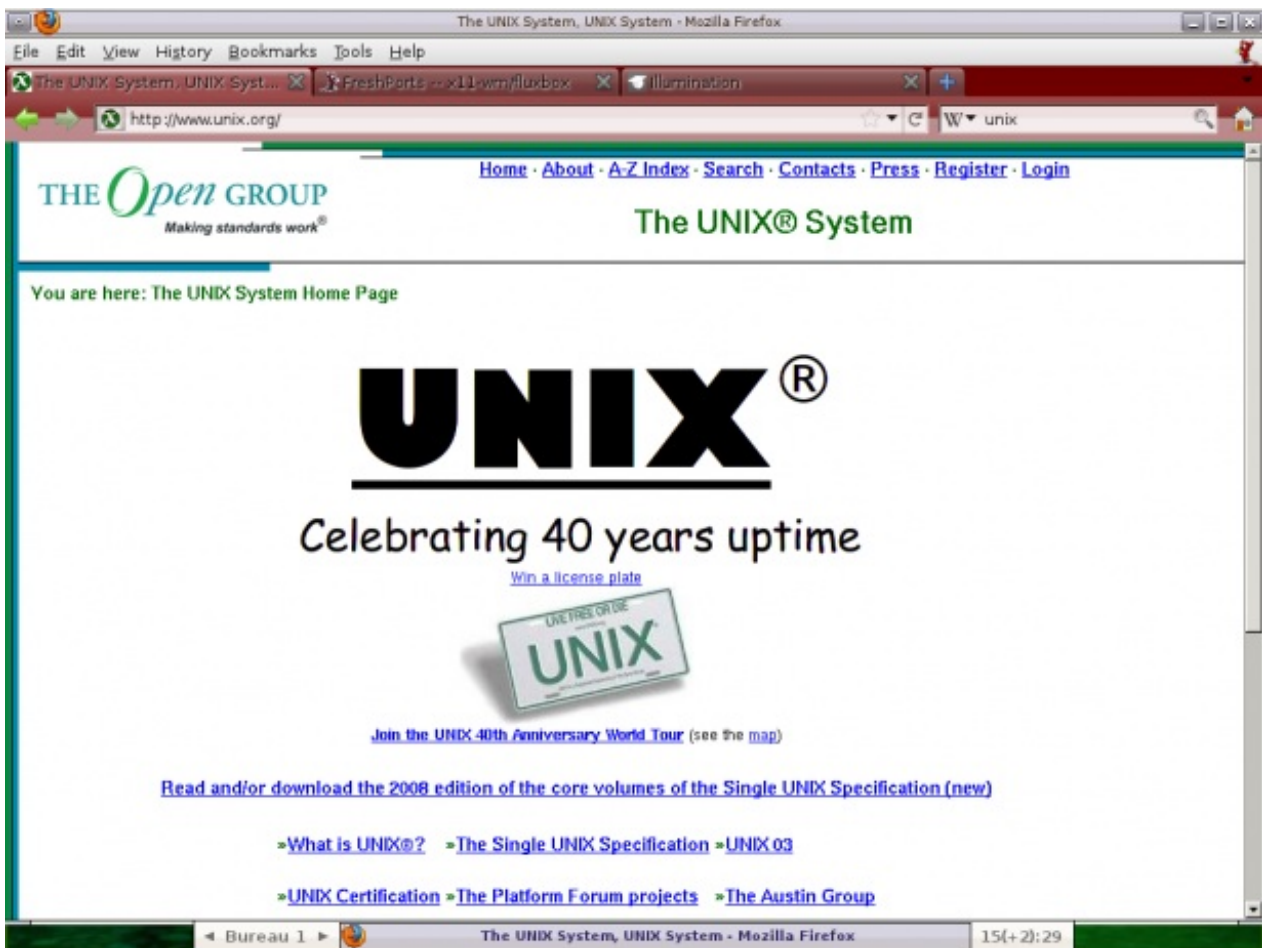 The UNIX System, UNIX System - Mozilla Firefox
File Edit View History Bookmarks Tools Help
The UNIX System, UNIX Syst... FreshPorts -- x11-wm/fluxbox Illumination
http://www.unix.org/ W unix
Home · About · A-Z Index · Search · Contacts · Press · Register · Login
THE Open GROUP
Making standards work®
The UNIX® System
You are here: The UNIX System Home Page
UNIX®
Celebrating 40 years uptime
Win a license plate
LIVE FREE OR DIE
UNIX
Join the UNIX 40th Anniversary World Tour (see the map)
Read and/or download the 2008 edition of the core volumes of the Single UNIX Specification (new)
»What is UNIX®? »The Single UNIX Specification »UNIX 03
»UNIX Certification »The Platform Forum projects »The Austin Group
Bureau 1 The UNIX System, UNIX System - Mozilla Firefox 15(+2):29